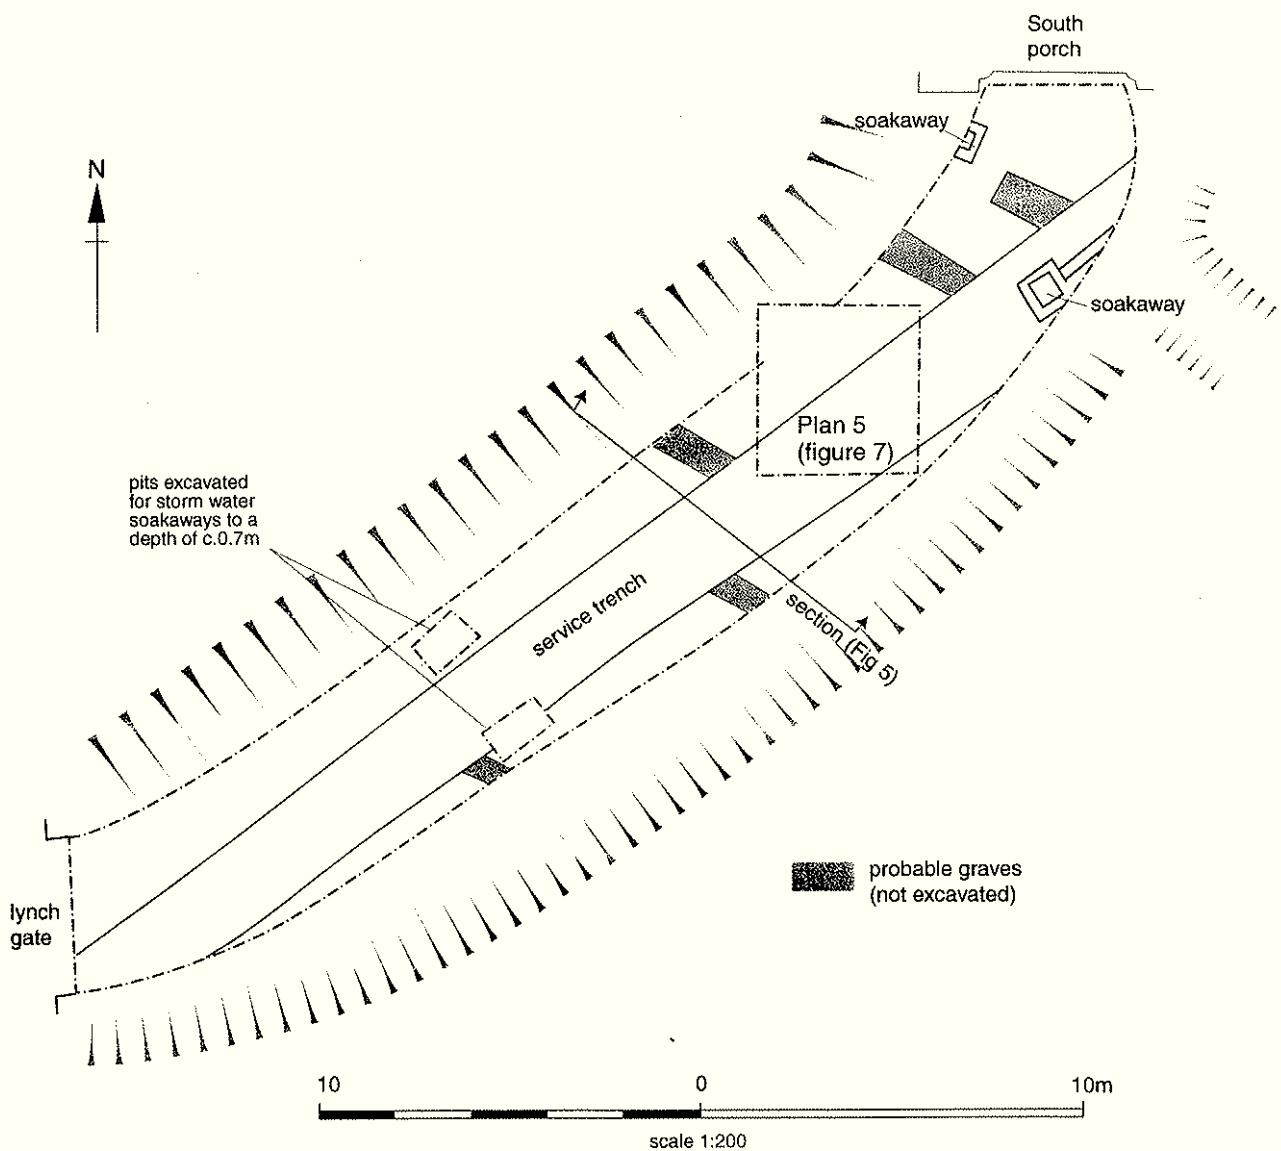 South
porch
soakaway
N
soakaway
Plan 5
(figure 7)
pits excavated
for storm water
soakaways to a
depth of c.0.7m
service trench
section (Fig 5)
probable graves
(not excavated)
lynch
gate
10 0 10m
scale 1:200